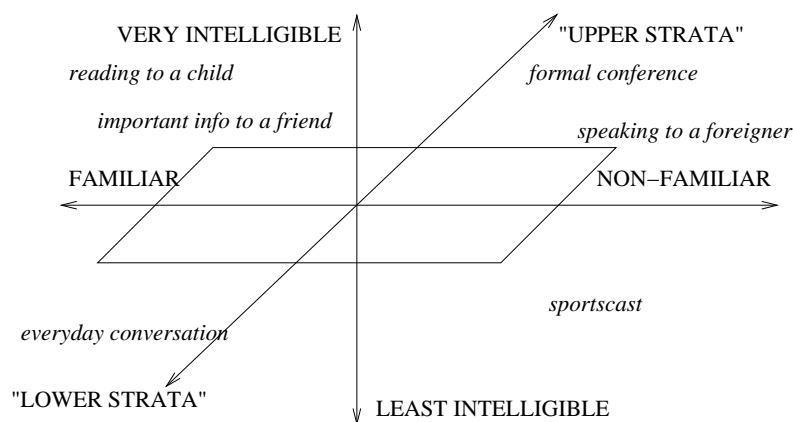 VERY INTELLIGIBLE
"UPPER STRATA"
reading to a child
formal conference
important info to a friend
speaking to a foreigner
FAMILIAR
NON−FAMILIAR
sportscast
everyday conversation
"LOWER STRATA"
LEAST INTELLIGIBLE